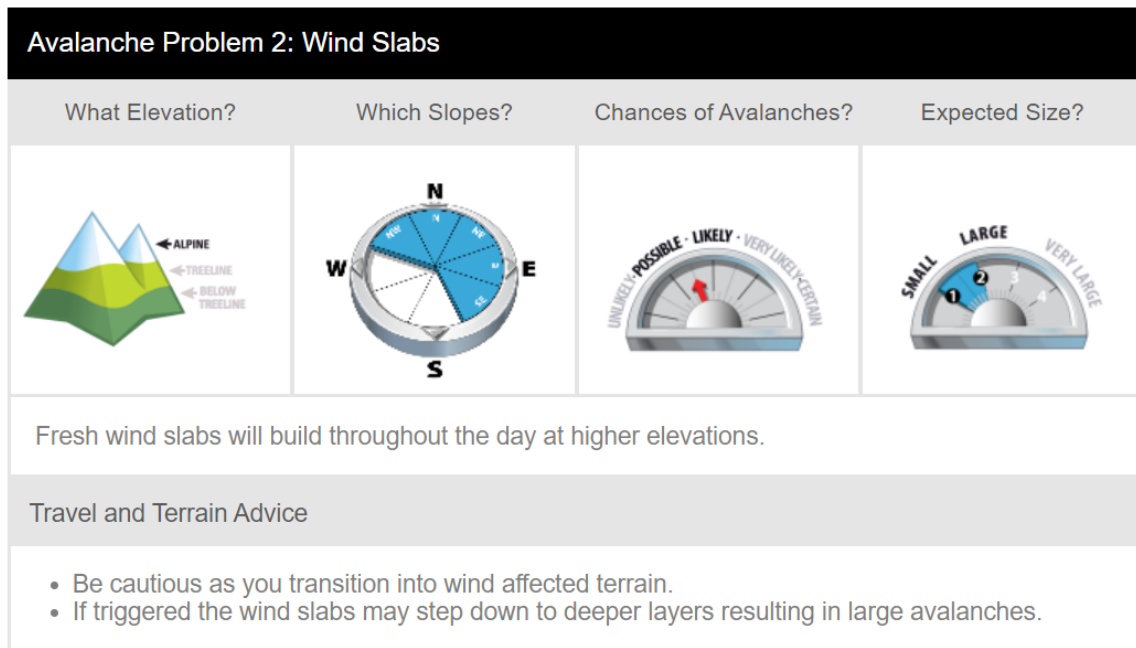 Avalanche Problem 2: Wind Slabs
What Elevation?
Which Slopes?
Chances of Avalanches?
Expected Size?
ALPINE
TREELINE
BELOW
TREELINE
N
NW N NE
W E E
SE
S
UNLIKELY · POSSIBLE · LIKELY · VERY LIKELY · CERTAIN
SMALL LARGE VERY LARGE
1 2 3 4
Fresh wind slabs will build throughout the day at higher elevations.
Travel and Terrain Advice
• Be cautious as you transition into wind affected terrain.
• If triggered the wind slabs may step down to deeper layers resulting in large avalanches.